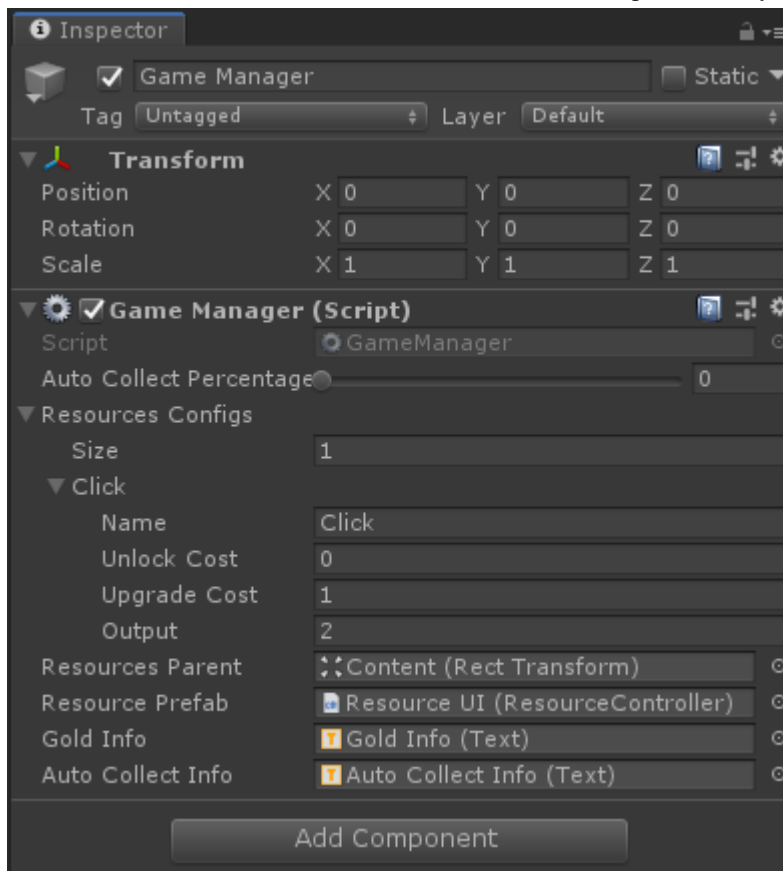 Inspector
Game Manager Static
Tag Untagged Layer Default
Transform
Position X 0 Y 0 Z 0
Rotation X 0 Y 0 Z 0
Scale X 1 Y 1 Z 1
Game Manager (Script)
Script GameManager
Auto Collect Percentage 0
Resources Configs
Size 1
Click
Name Click
Unlock Cost 0
Upgrade Cost 1
Output 2
Resources Parent Content (Rect Transform)
Resource Prefab Resource UI (ResourceController)
Gold Info Gold Info (Text)
Auto Collect Info Auto Collect Info (Text)
Add Component